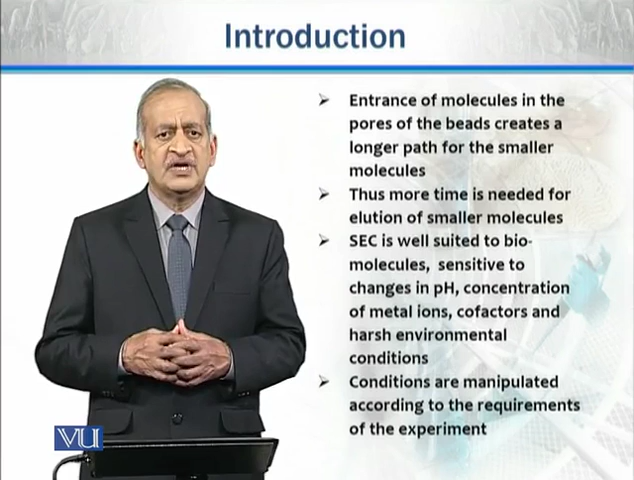 Introduction
Entrance of molecules in the
pores of the beads creates a
longer path for the smaller
molecules
Thus more time is needed for
elution of smaller molecules
SEC is well suited to bio-
molecules, sensitive to
changes in pH, concentration
of metal ions, cofactors and
harsh environmental
conditions
Conditions are manipulated
according to the requirements
of the experiment
VU